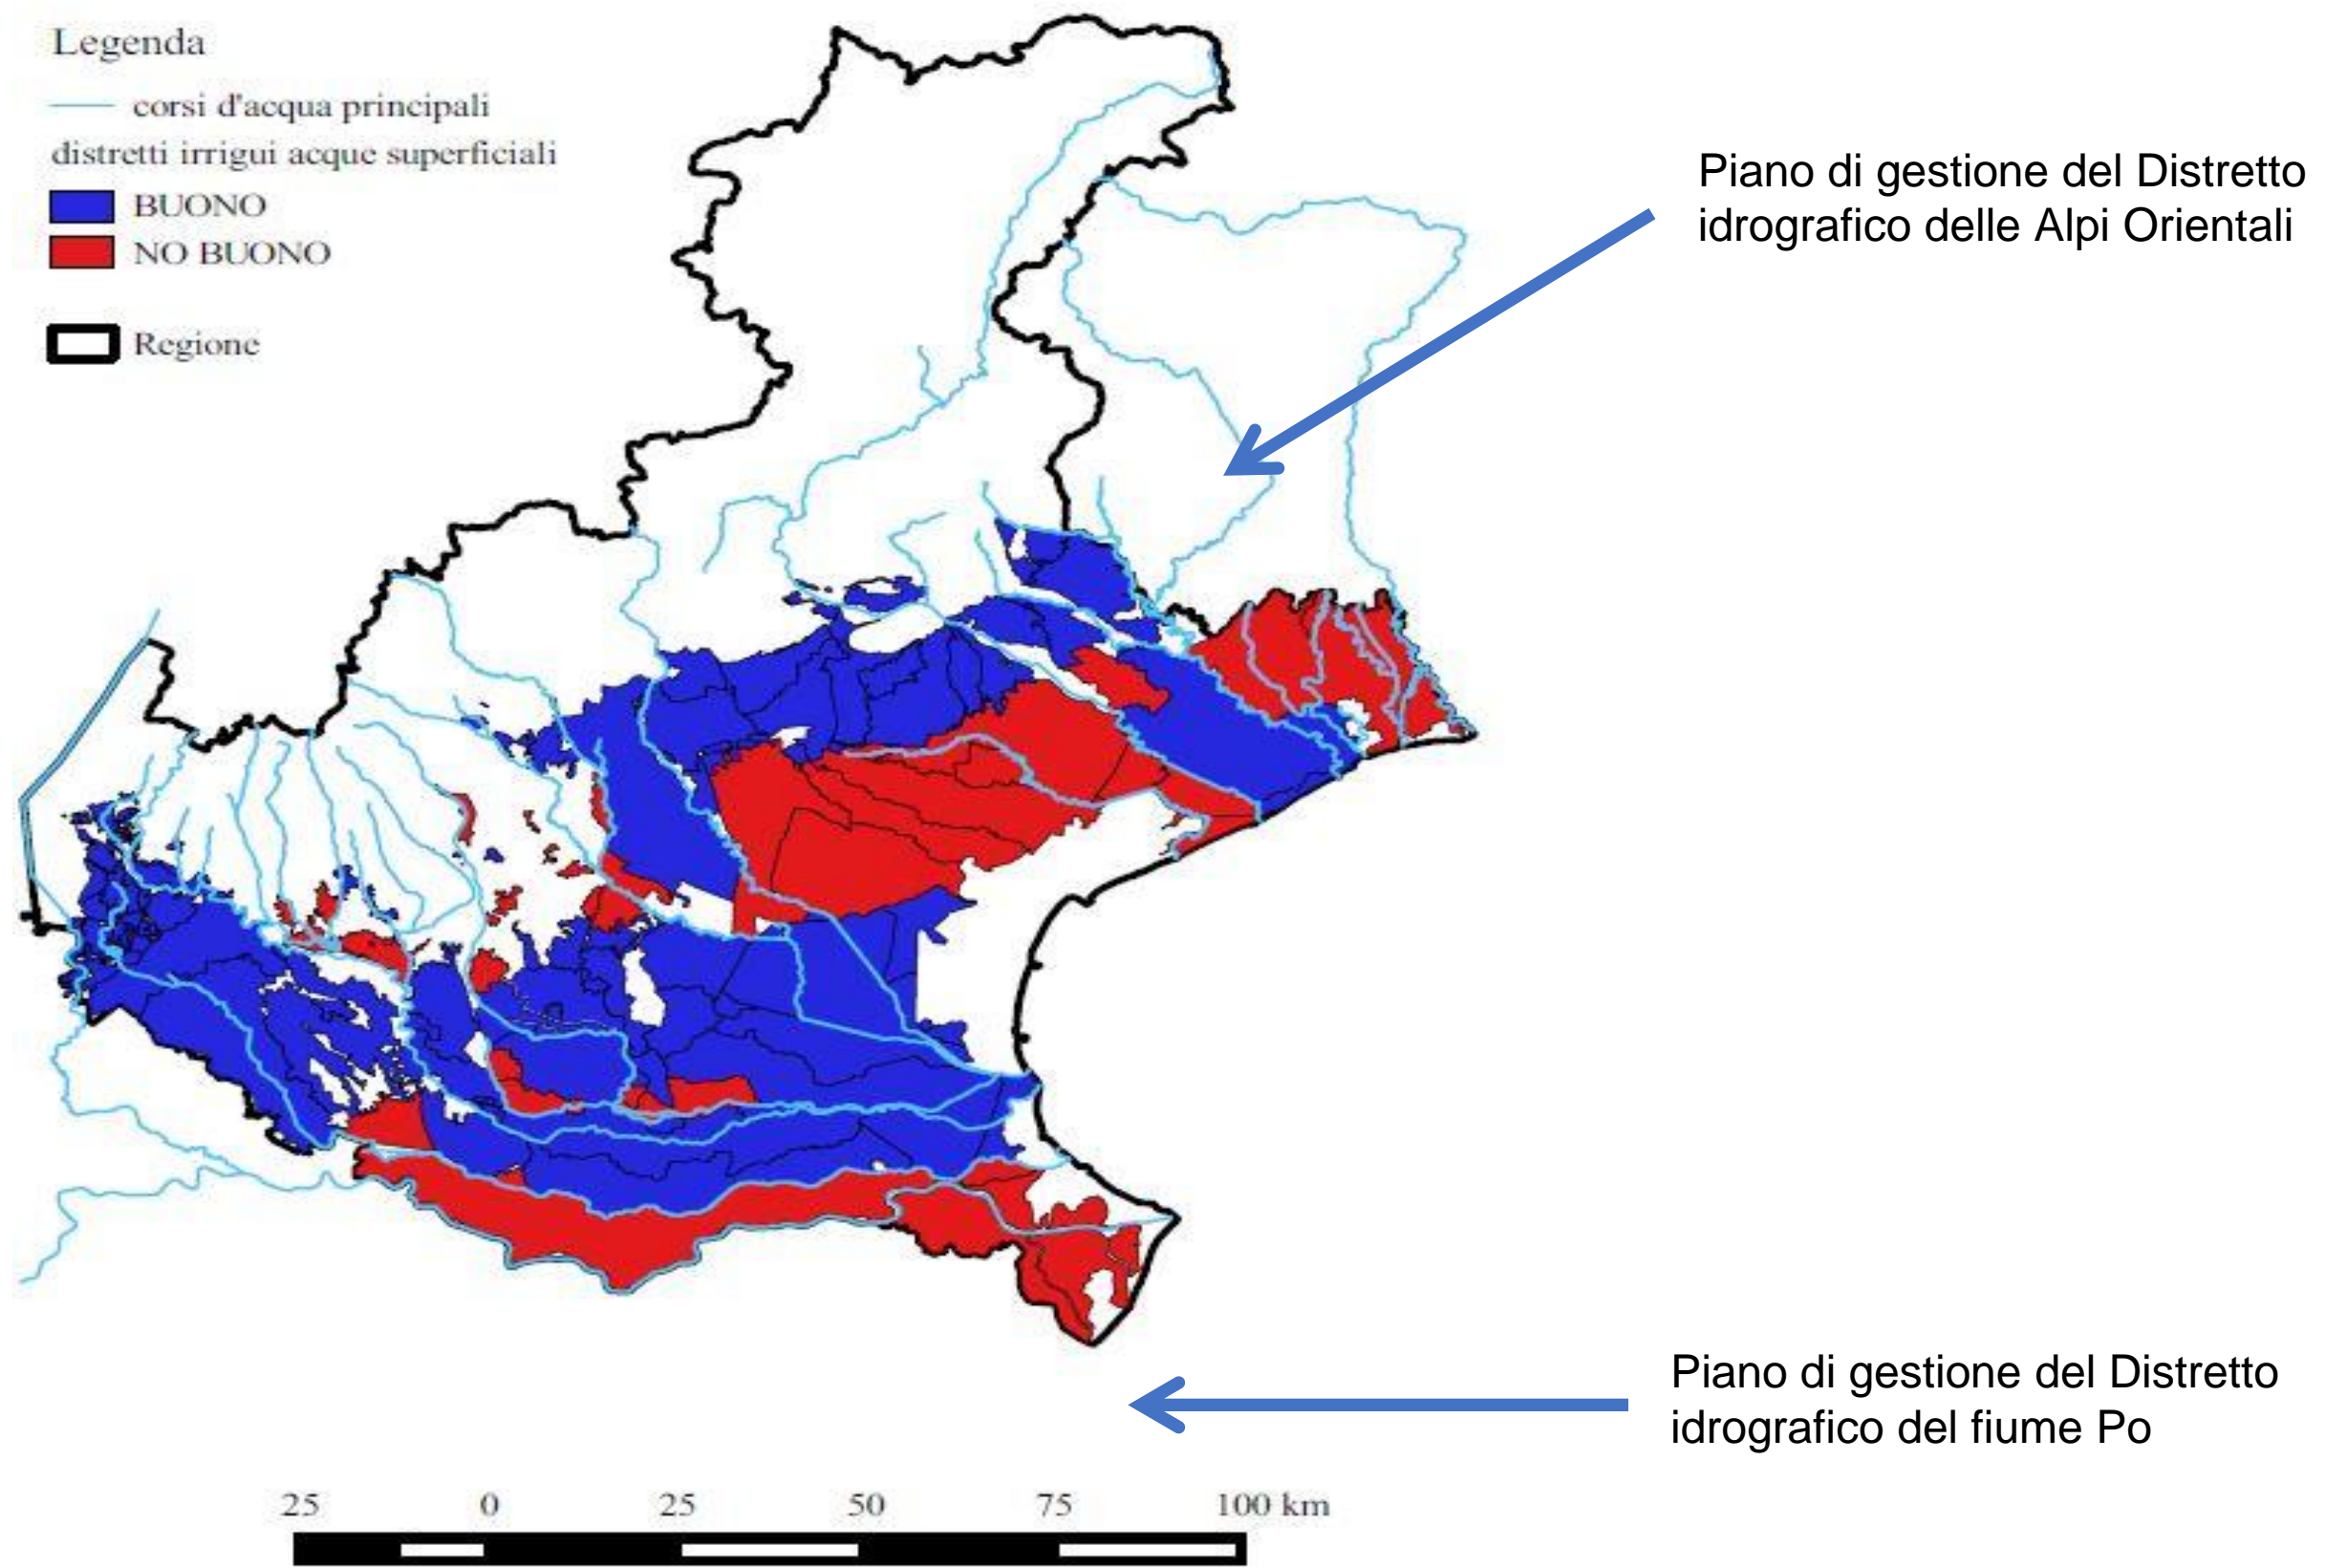 Legenda
corsi d'acqua principali
distretti irrigui acque superficiali
BUONO
NO BUONO
Regione
Piano di gestione del Distretto
idrografico delle Alpi Orientali
Piano di gestione del Distretto
idrografico del fiume Po
25 0 25 50 75 100 km